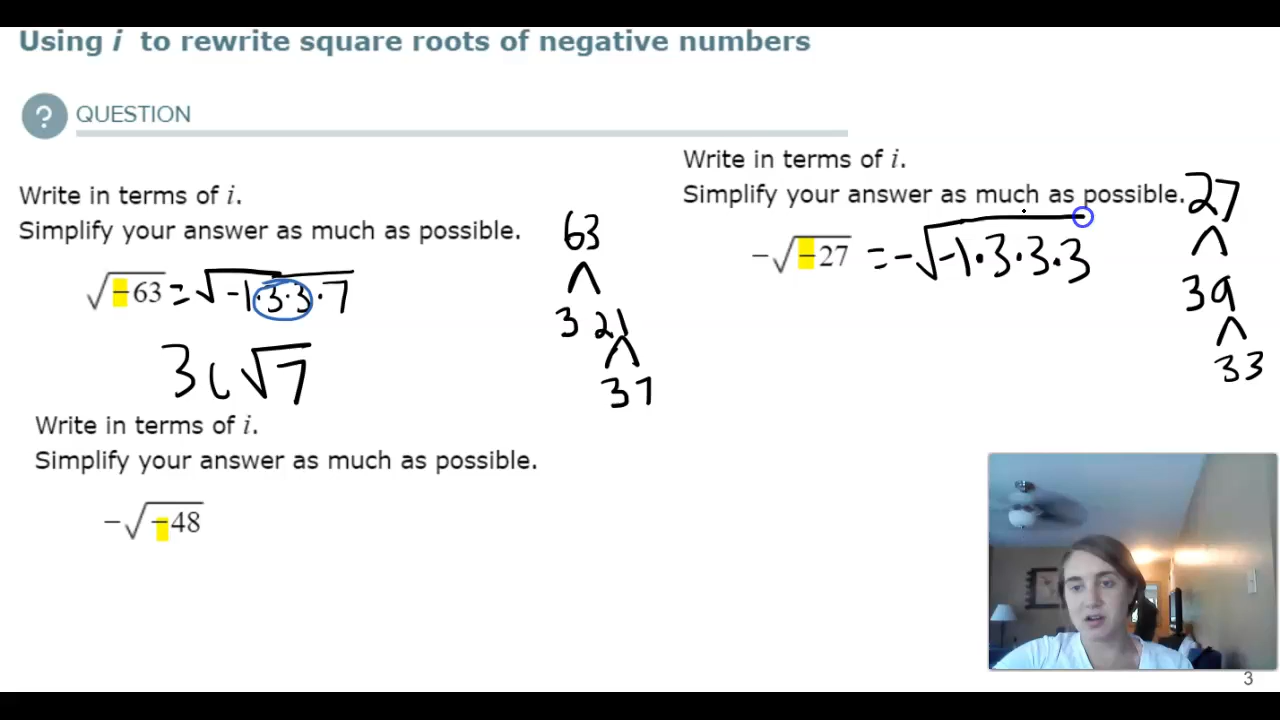 Using i to rewrite square roots of negative numbers
? QUESTION
Write in terms of i.
Simplify your answer as much as possible.
√-63 = √-1·3·3·7
3i√7
63
3 21
3 7
Write in terms of i.
Simplify your answer as much as possible.
-√-27 = -√-1·3·3·3
27
3 9
3 3
Write in terms of i.
Simplify your answer as much as possible.
-√-48
3